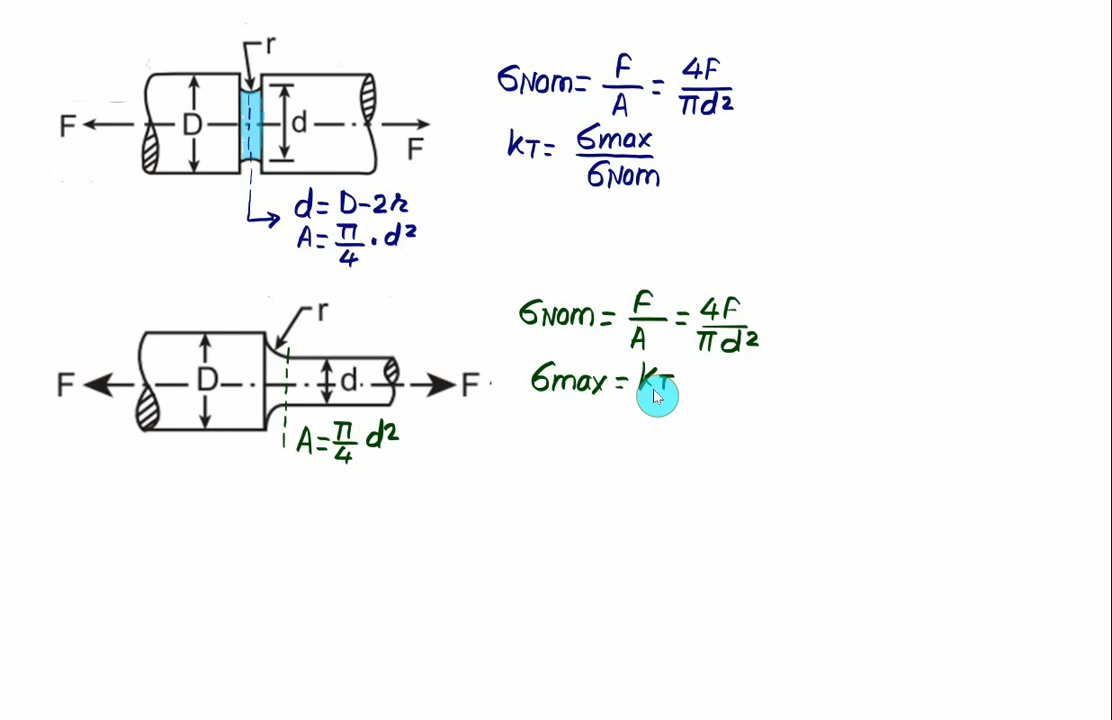 r
F D d F
d = D-2r
A = π/4 . d²
σNom = F/A = 4F/πd²
KT = σmax/σNom
r
F D d F
A = π/4 d²
σNom = F/A = 4F/πd²
σmax = KT